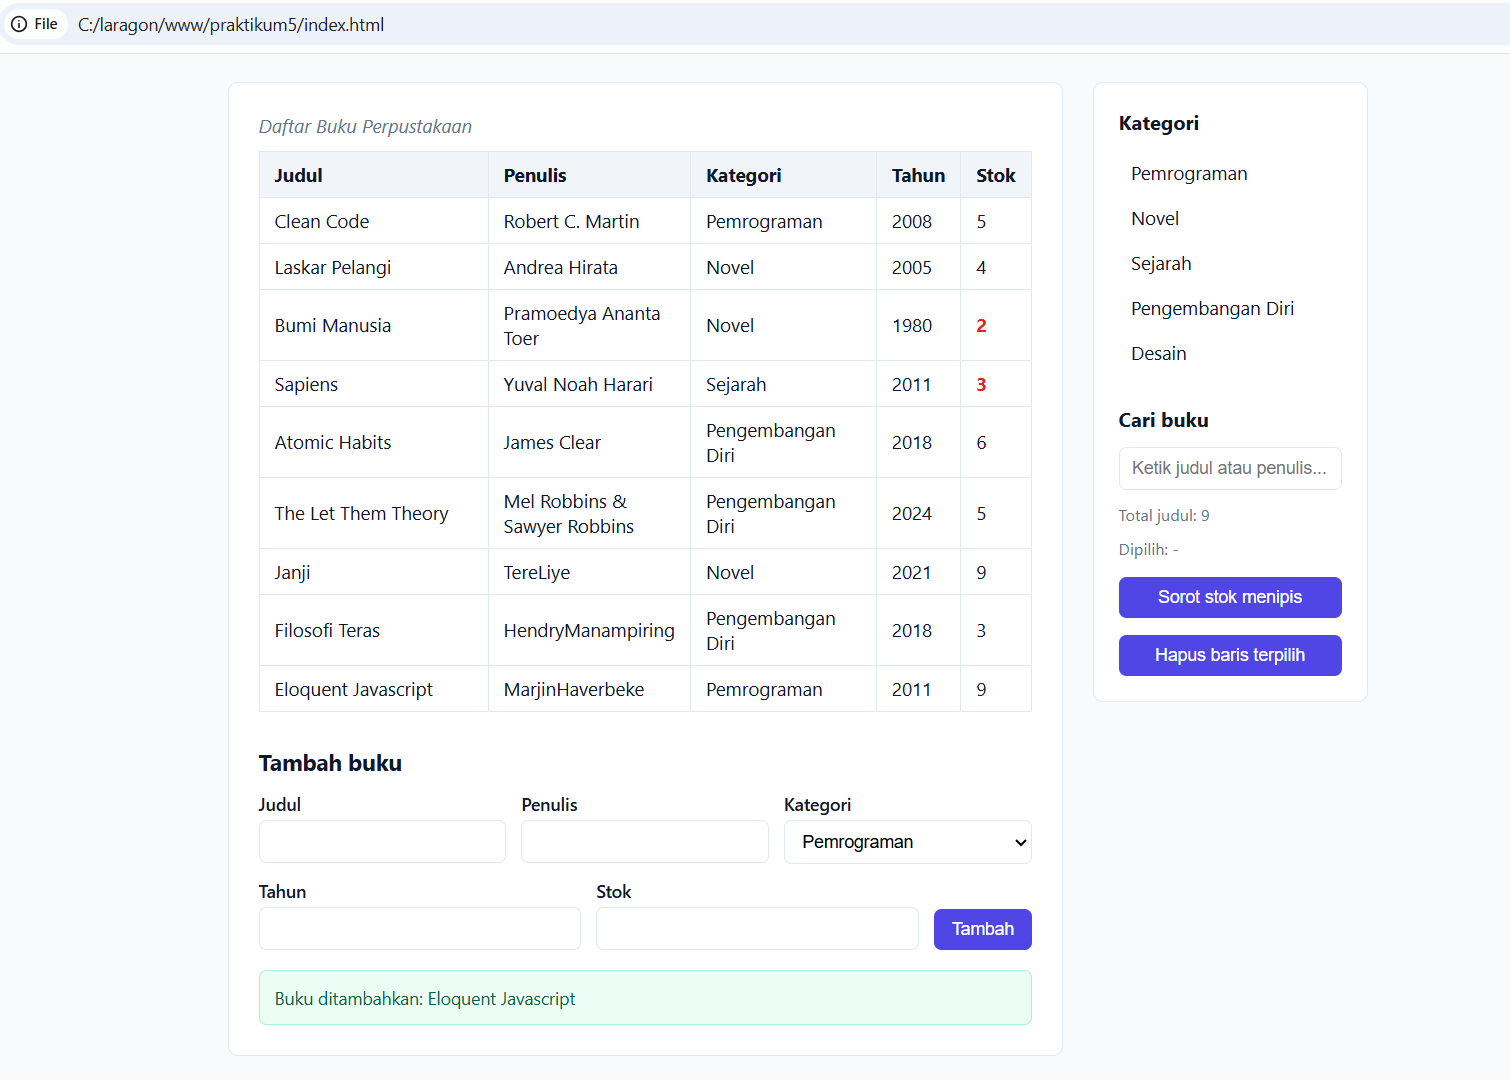 File C:/laragon/www/praktikum5/index.html
Daftar Buku Perpustakaan
Judul Penulis Kategori Tahun Stok
Clean Code Robert C. Martin Pemrograman 2008 5
Laskar Pelangi Andrea Hirata Novel 2005 4
Bumi Manusia Pramoedya Ananta Toer Novel 1980 2
Sapiens Yuval Noah Harari Sejarah 2011 3
Atomic Habits James Clear Pengembangan Diri 2018 6
The Let Them Theory Mel Robbins & Sawyer Robbins Pengembangan Diri 2024 5
Janji TereLiye Novel 2021 9
Filosofi Teras HendryManampiring Pengembangan Diri 2018 3
Eloquent Javascript MarjinHaverbeke Pemrograman 2011 9
Tambah buku
Judul Penulis Kategori
Pemrograman
Tahun Stok
Tambah
Buku ditambahkan: Eloquent Javascript
Kategori
Pemrograman
Novel
Sejarah
Pengembangan Diri
Desain
Cari buku
Ketik judul atau penulis...
Total judul: 9
Dipilih: -
Sorot stok menipis
Hapus baris terpilih